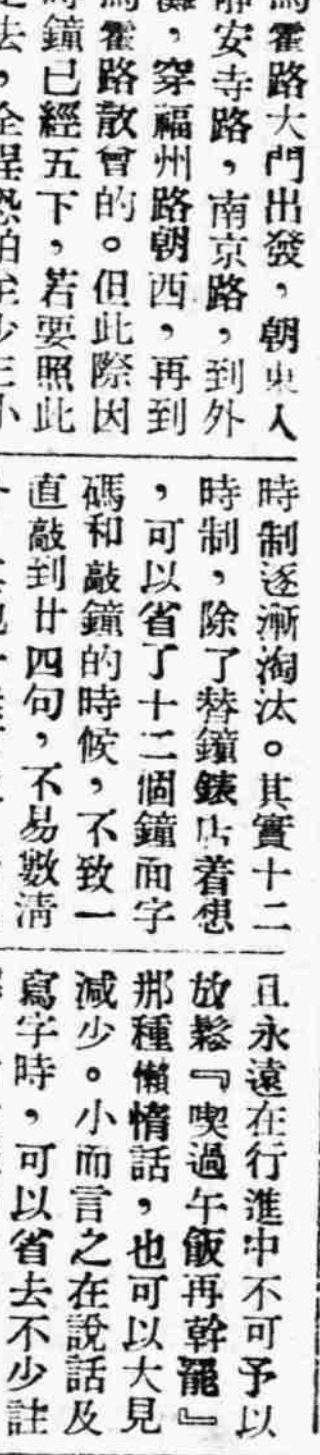 馬霍路大門出發，朝東入
靜安寺路，南京路，到外
灘，穿福州路朝西，再到
馬霍路散會的。但此際因
時鐘已經五下，若要照此
去，全程恐怕至少三小
時制逐漸淘汰。其實十二
時制，除了替鐘錶店着想
，可以省了十二個鐘面字
碼和敲鐘的時候，不致一
直敲到廿四句，不易數清
且永遠在行進中不可予以
放鬆『喫過午飯再幹罷』
那種懶惰話，也可以大見
減少。小而言之在說話及
寫字時，可以省去不少註